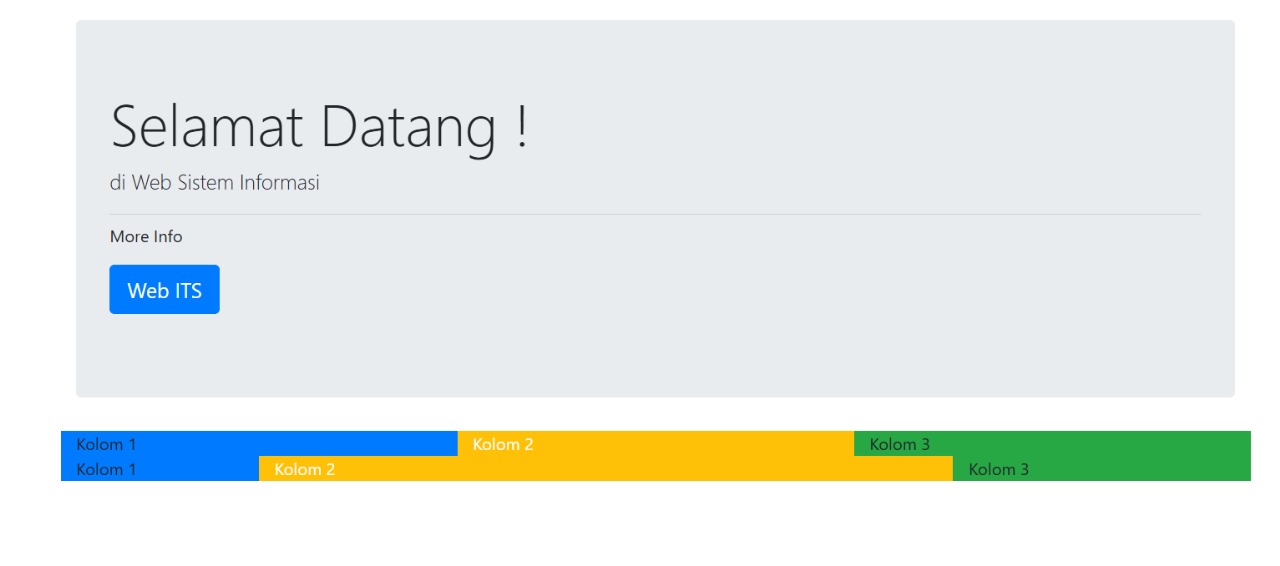 Selamat Datang !
di Web Sistem Informasi
More Info
Web ITS
Kolom 1 Kolom 2 Kolom 3
Kolom 1 Kolom 2 Kolom 3